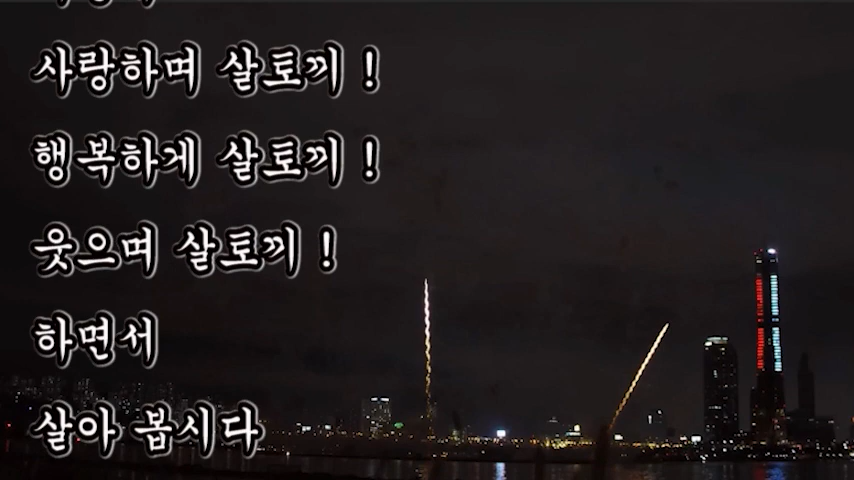 사랑하며 살토끼 !
행복하게 살토끼 !
웃으며 살토끼 !
하면서
살아 봅시다